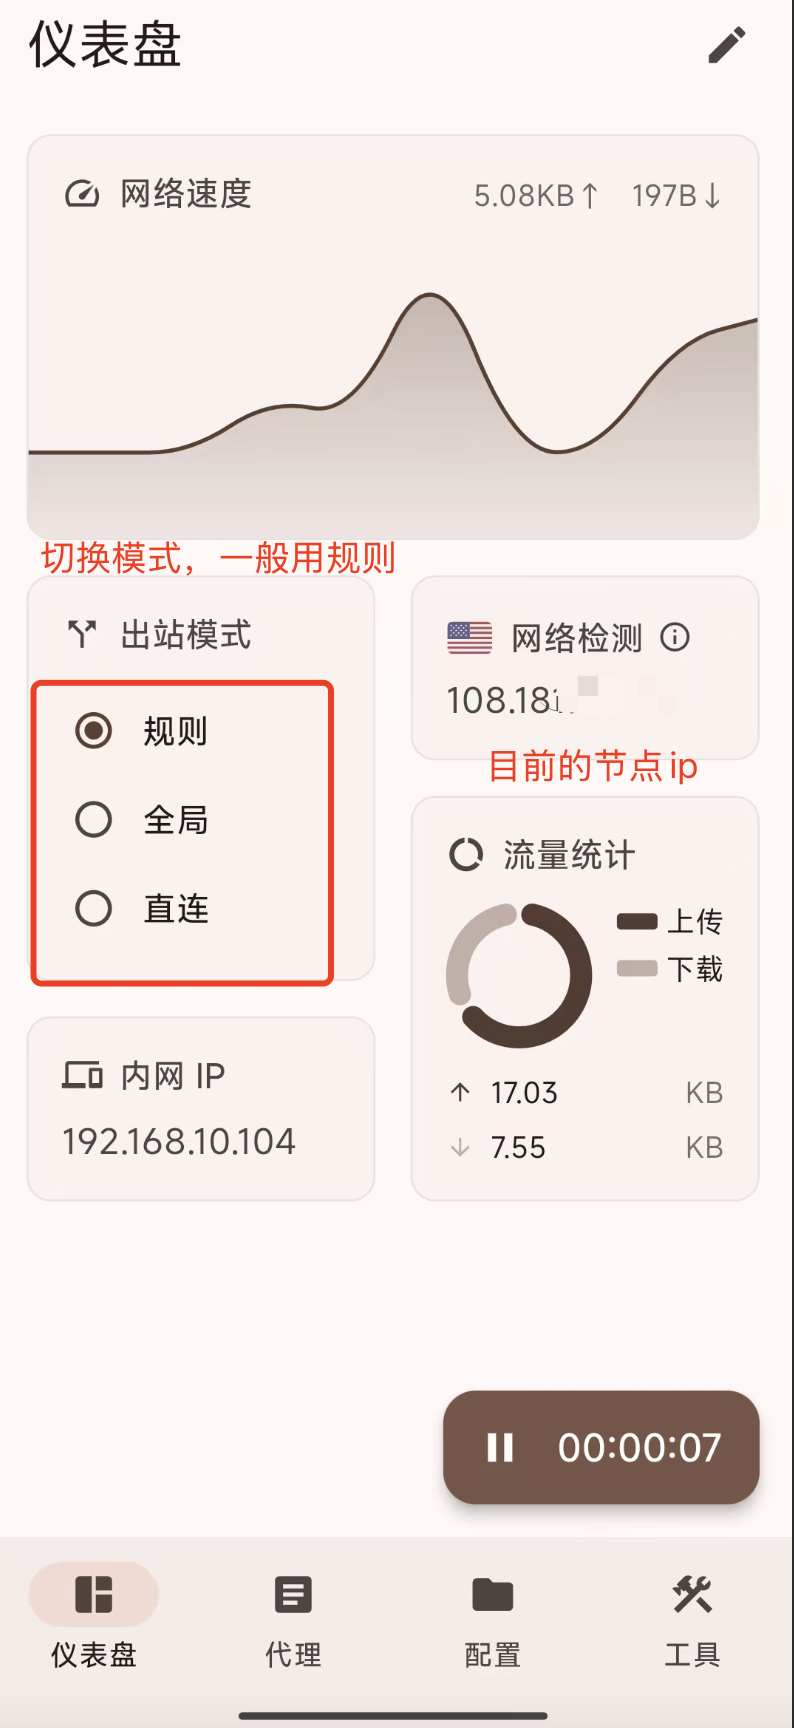 仪表盘
网络速度
5.08KB↑ 197B↓
切换模式，一般用规则
出站模式
规则
全局
直连
网络检测
108.18
目前的节点ip
流量统计
上传
下载
↑ 17.03 KB
↓ 7.55 KB
内网 IP
192.168.10.104
00:00:07
仪表盘
代理
配置
工具